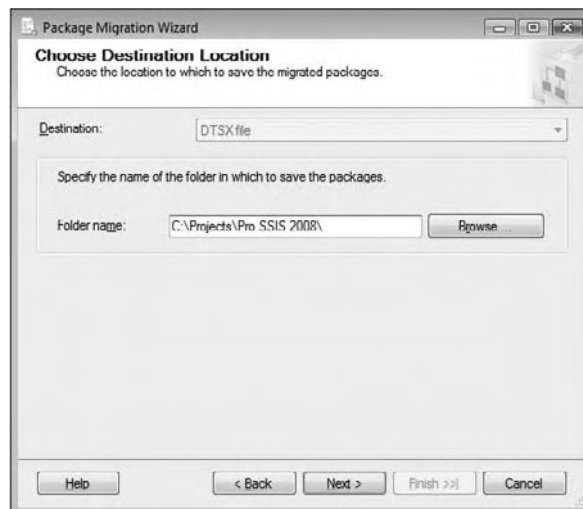 Package Migration Wizard
Choose Destination Location
Choose the location to which to save the migrated packages.
Destination: DTSX file
Specify the name of the folder in which to save the packages.
Folder name: C:\Projects\Pro SSIS 2008\ Browse ...
Help < Back Next > Finish >>| Cancel